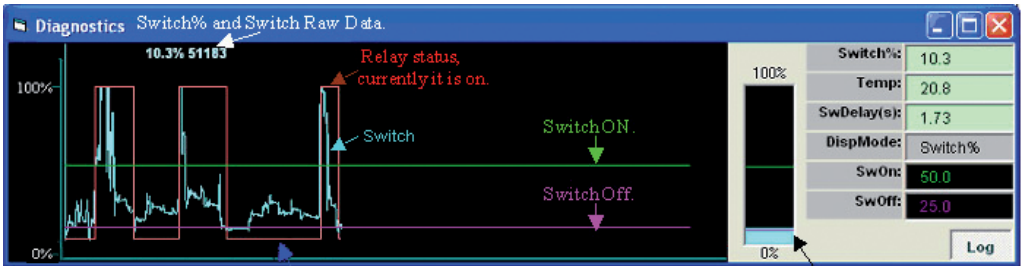 Diagnostics Switch% and Switch Raw Data.
10.3% 51183
Relay status,
currently it is on.
100%
Switch
SwitchON.
SwitchOff.
0%
100%
0%
Switch%: 10.3
Temp: 20.8
SwDelay(s): 1.73
DispMode: Switch%
SwOn: 50.0
SwOff: 25.0
Log